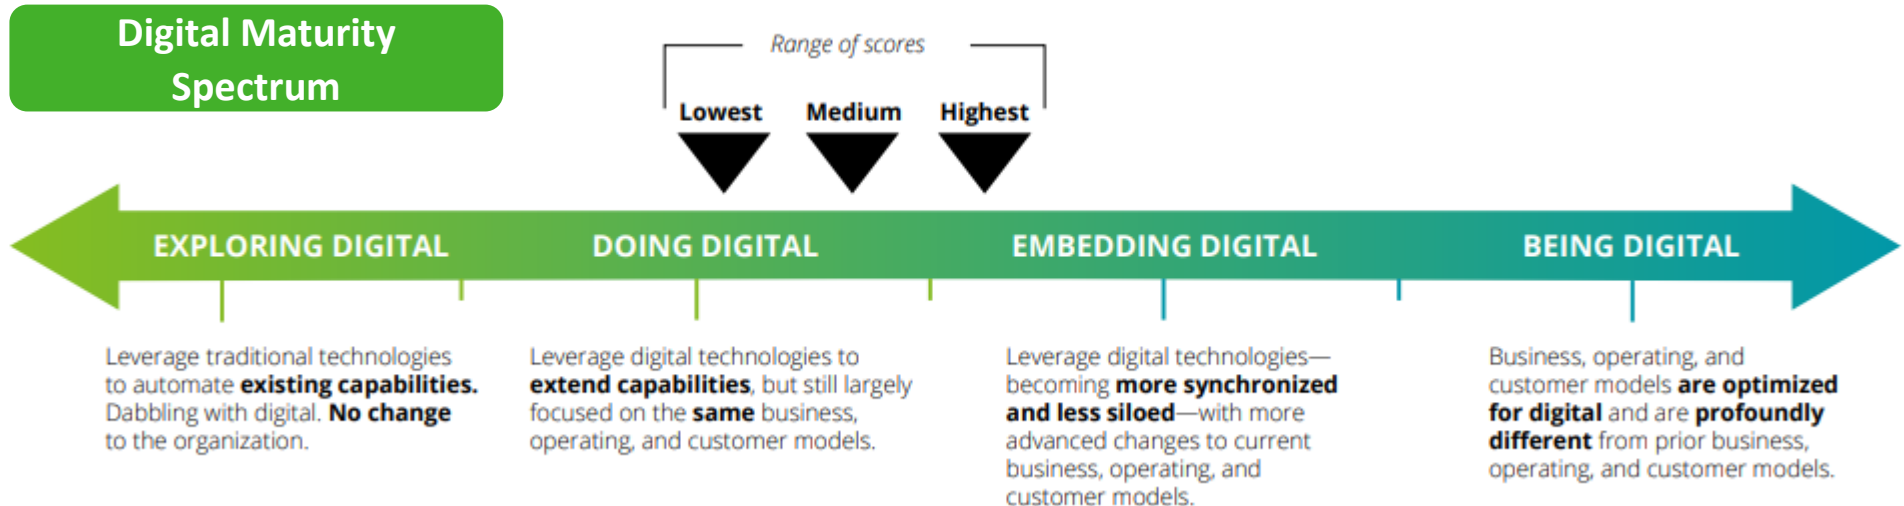 Digital Maturity
Spectrum
Range of scores
Lowest
Medium
Highest
EXPLORING DIGITAL
DOING DIGITAL
EMBEDDING DIGITAL
BEING DIGITAL
Leverage traditional technologies
to automate existing capabilities.
Dabbling with digital. No change
to the organization.
Leverage digital technologies to
extend capabilities, but still largely
focused on the same business,
operating, and customer models.
Leverage digital technologies—
becoming more synchronized
and less siloed—with more
advanced changes to current
business, operating, and
customer models.
Business, operating, and
customer models are optimized
for digital and are profoundly
different from prior business,
operating, and customer models.